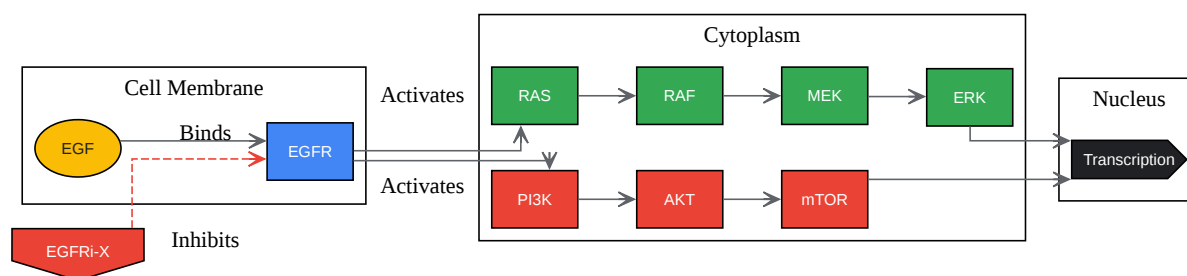 Cell Membrane
EGF
Binds
EGFR
EGFRi-X
Inhibits
Activates
Activates
Cytoplasm
RAS
RAF
MEK
ERK
PI3K
AKT
mTOR
Nucleus
Transcription